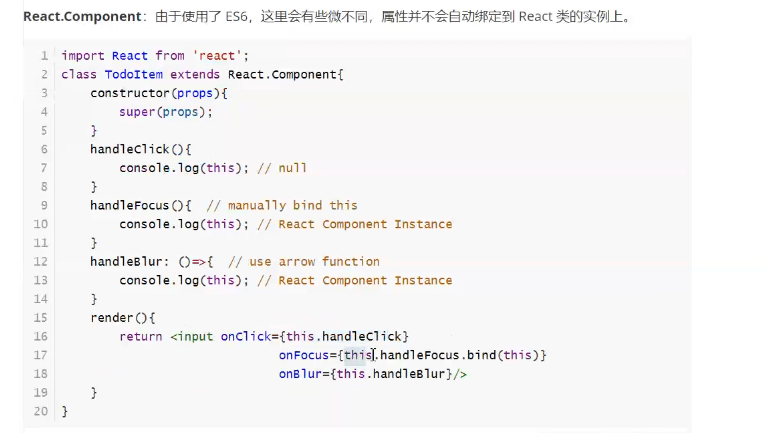 React.Component：由于使用了 ES6，这里会有些微不同，属性并不会自动绑定到 React 类的实例上。
1 import React from 'react';
2 class TodoItem extends React.Component{
3     constructor(props){
4         super(props);
5     }
6     handleClick(){
7         console.log(this); // null
8     }
9     handleFocus(){  // manually bind this
10         console.log(this); // React Component Instance
11     }
12     handleBlur: ()=>{  // use arrow function
13         console.log(this); // React Component Instance
14     }
15     render(){
16         return <input onClick={this.handleClick}
17                               onFocus={this.handleFocus.bind(this)}
18                               onBlur={this.handleBlur}/>
19     }
20 }